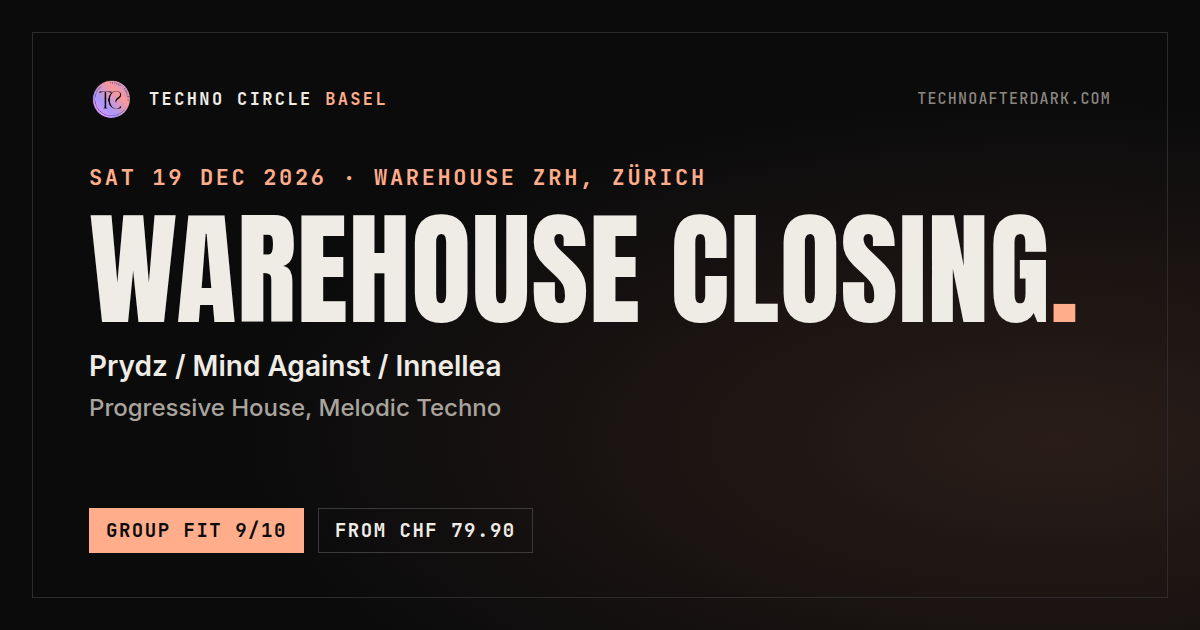 TC
TECHNO CIRCLE BASEL
TECHNOAFTERDARK.COM
SAT 19 DEC 2026 · WAREHOUSE ZRH, ZÜRICH
WAREHOUSE CLOSING.
Prydz / Mind Against / Innellea
Progressive House, Melodic Techno
GROUP FIT 9/10
FROM CHF 79.90